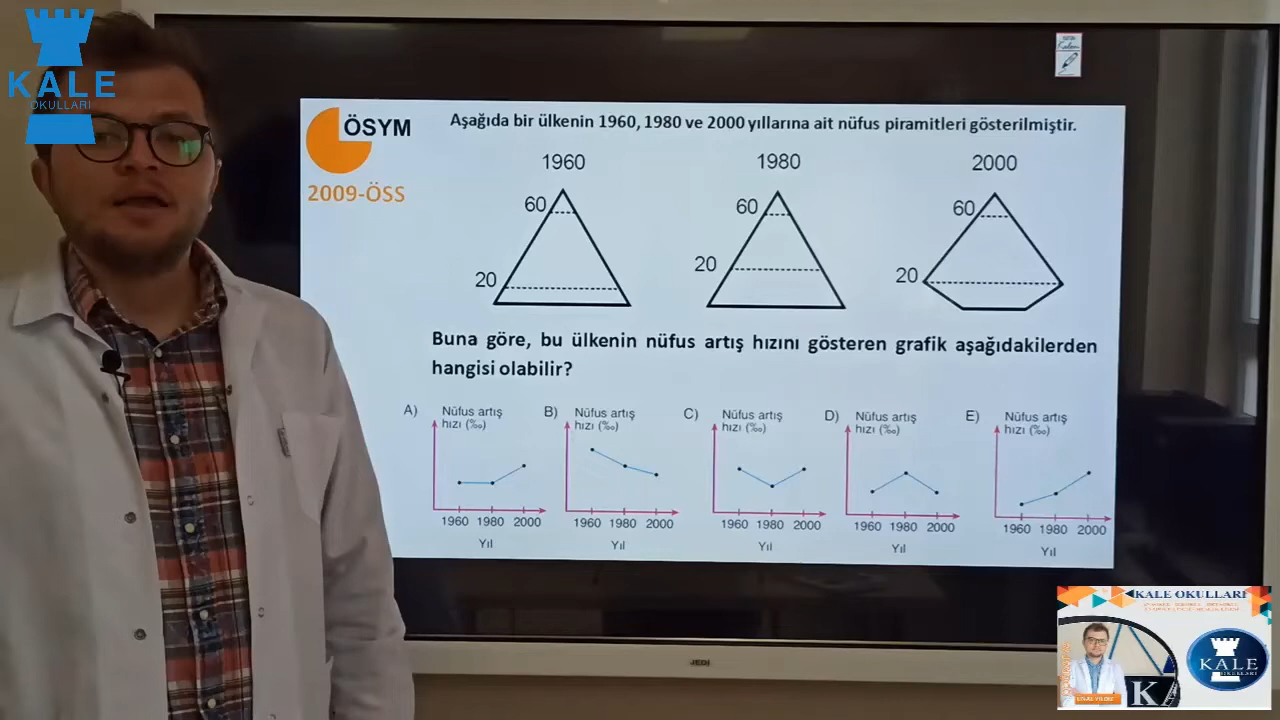 KALE
OKULLARI
ÖSYM
2009-ÖSS
Aşağıda bir ülkenin 1960, 1980 ve 2000 yıllarına ait nüfus piramitleri gösterilmiştir.
1960
1980
2000
60
20
60
20
60
20
Buna göre, bu ülkenin nüfus artış hızını gösteren grafik aşağıdakilerden
hangisi olabilir?
A) Nüfus artış
hızı (‰)
1960 1980 2000
Yıl
B) Nüfus artış
hızı (‰)
1960 1980 2000
Yıl
C) Nüfus artış
hızı (‰)
1960 1980 2000
Yıl
D) Nüfus artış
hızı (‰)
1960 1980 2000
Yıl
E) Nüfus artış
hızı (‰)
1960 1980 2000
Yıl
JEDI
KALE OKULLARI
K
KALE
OKULLARI